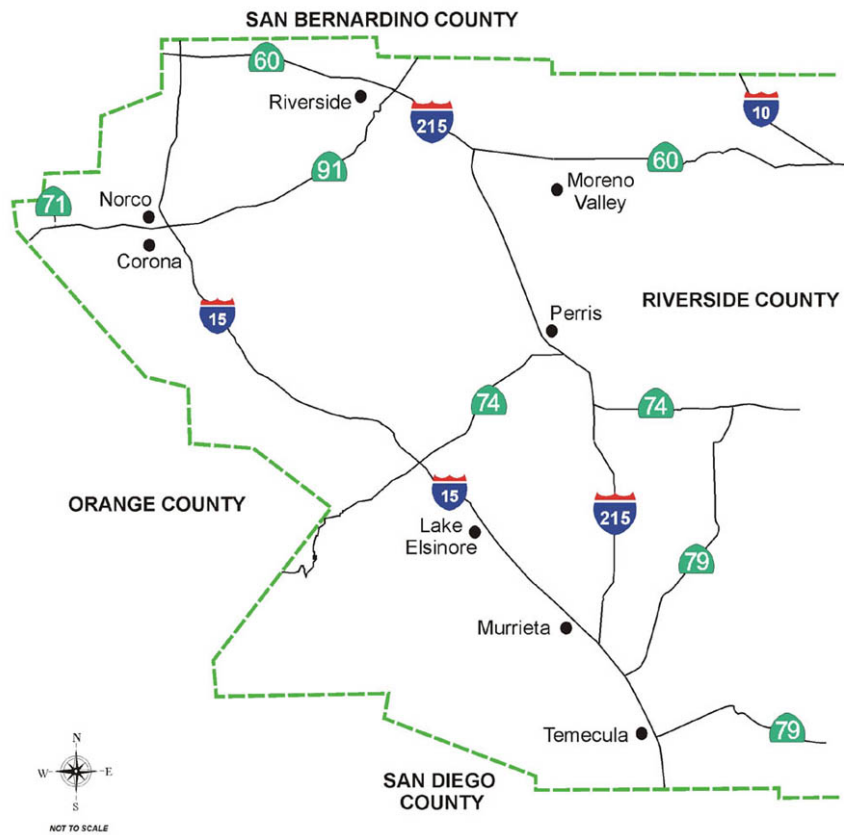 SAN BERNARDINO COUNTY
60
Riverside
215
10
91
60
71
Norco
Moreno
Valley
Corona
RIVERSIDE COUNTY
15
Perris
74
74
ORANGE COUNTY
15
215
Lake
Elsinore
79
Murrieta
Temecula
79
N
W
E
S
SAN DIEGO
COUNTY
NOT TO SCALE